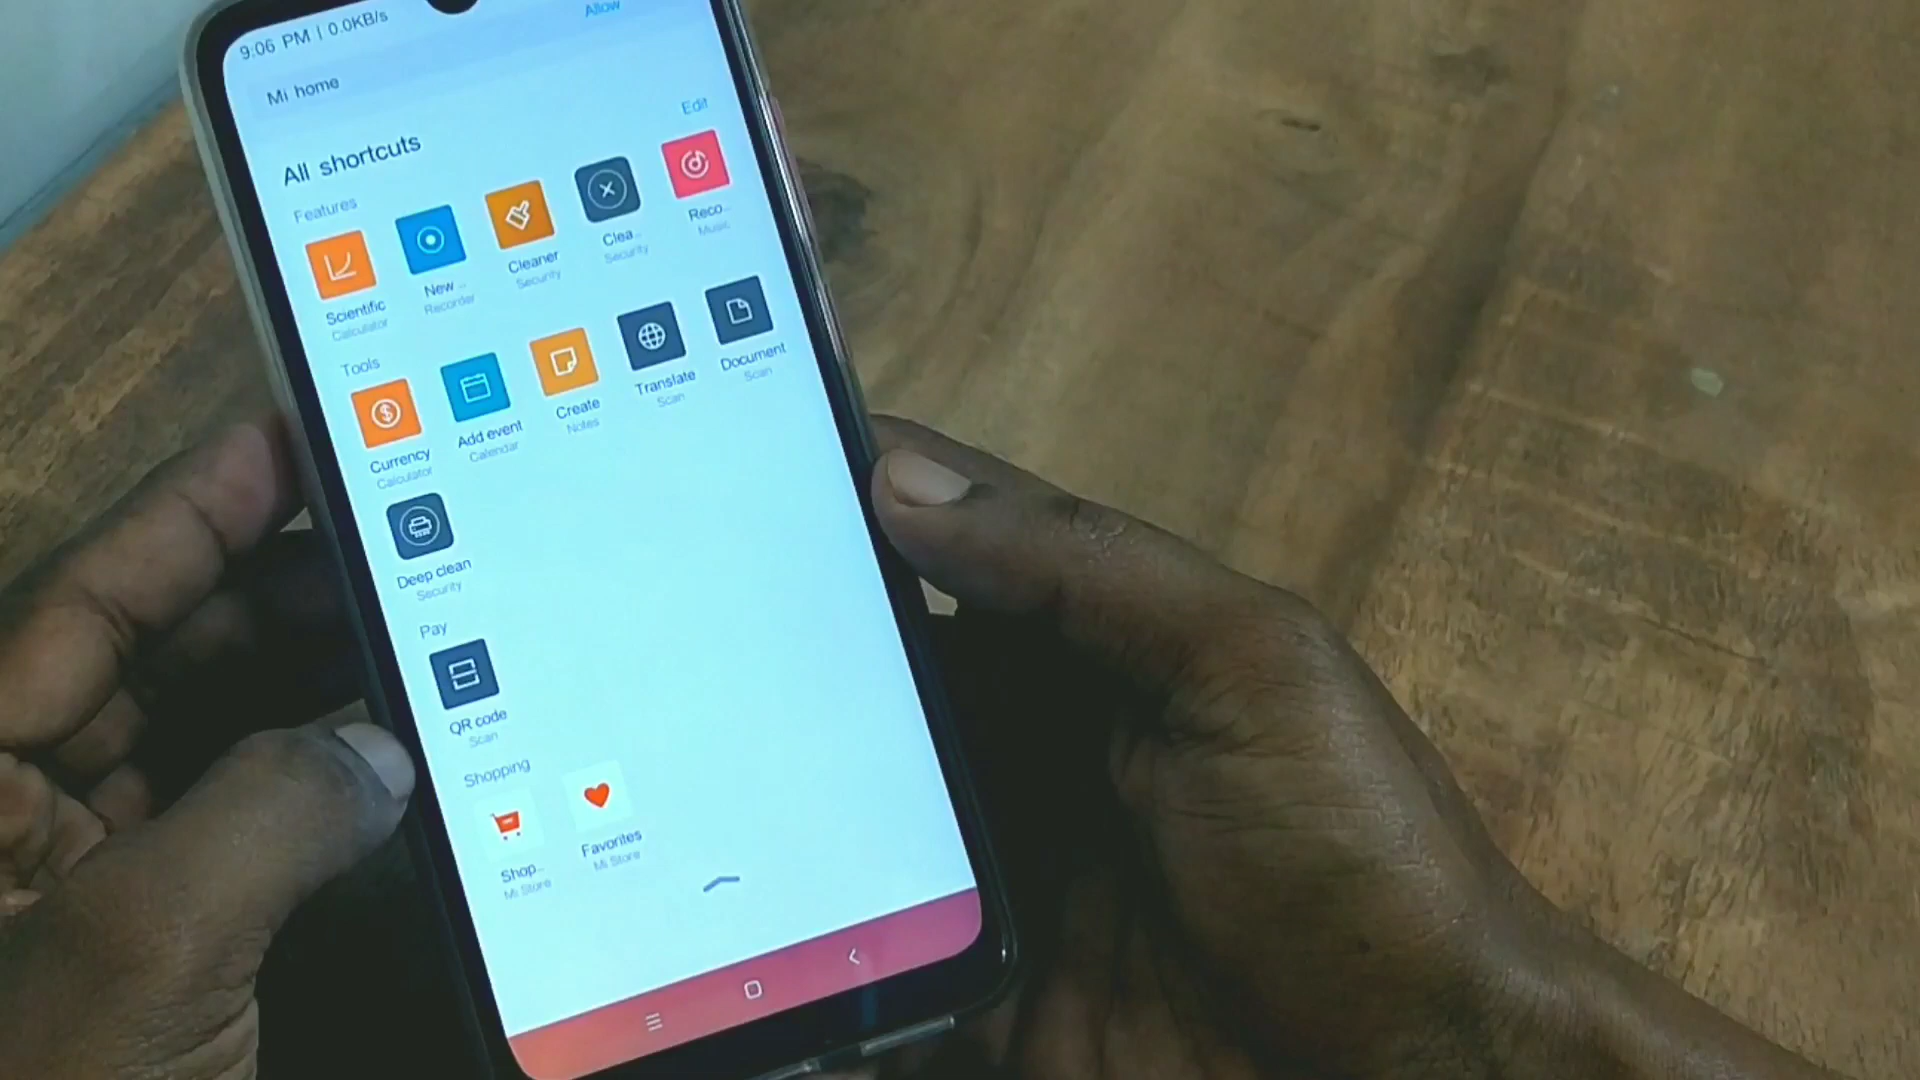 9:06 PM | 0.0KB/s
Allow
Mi home
Edit
All shortcuts
Features
Scientific
Calculator
New ..
Recorder
Cleaner
Security
Clea..
Security
Reco..
Music
Tools
Currency
Calculator
Add event
Calendar
Create
Notes
Translate
Scan
Document
Scan
Deep clean
Security
Pay
QR code
Scan
Shopping
Shop..
Mi Store
Favorites
Mi Store